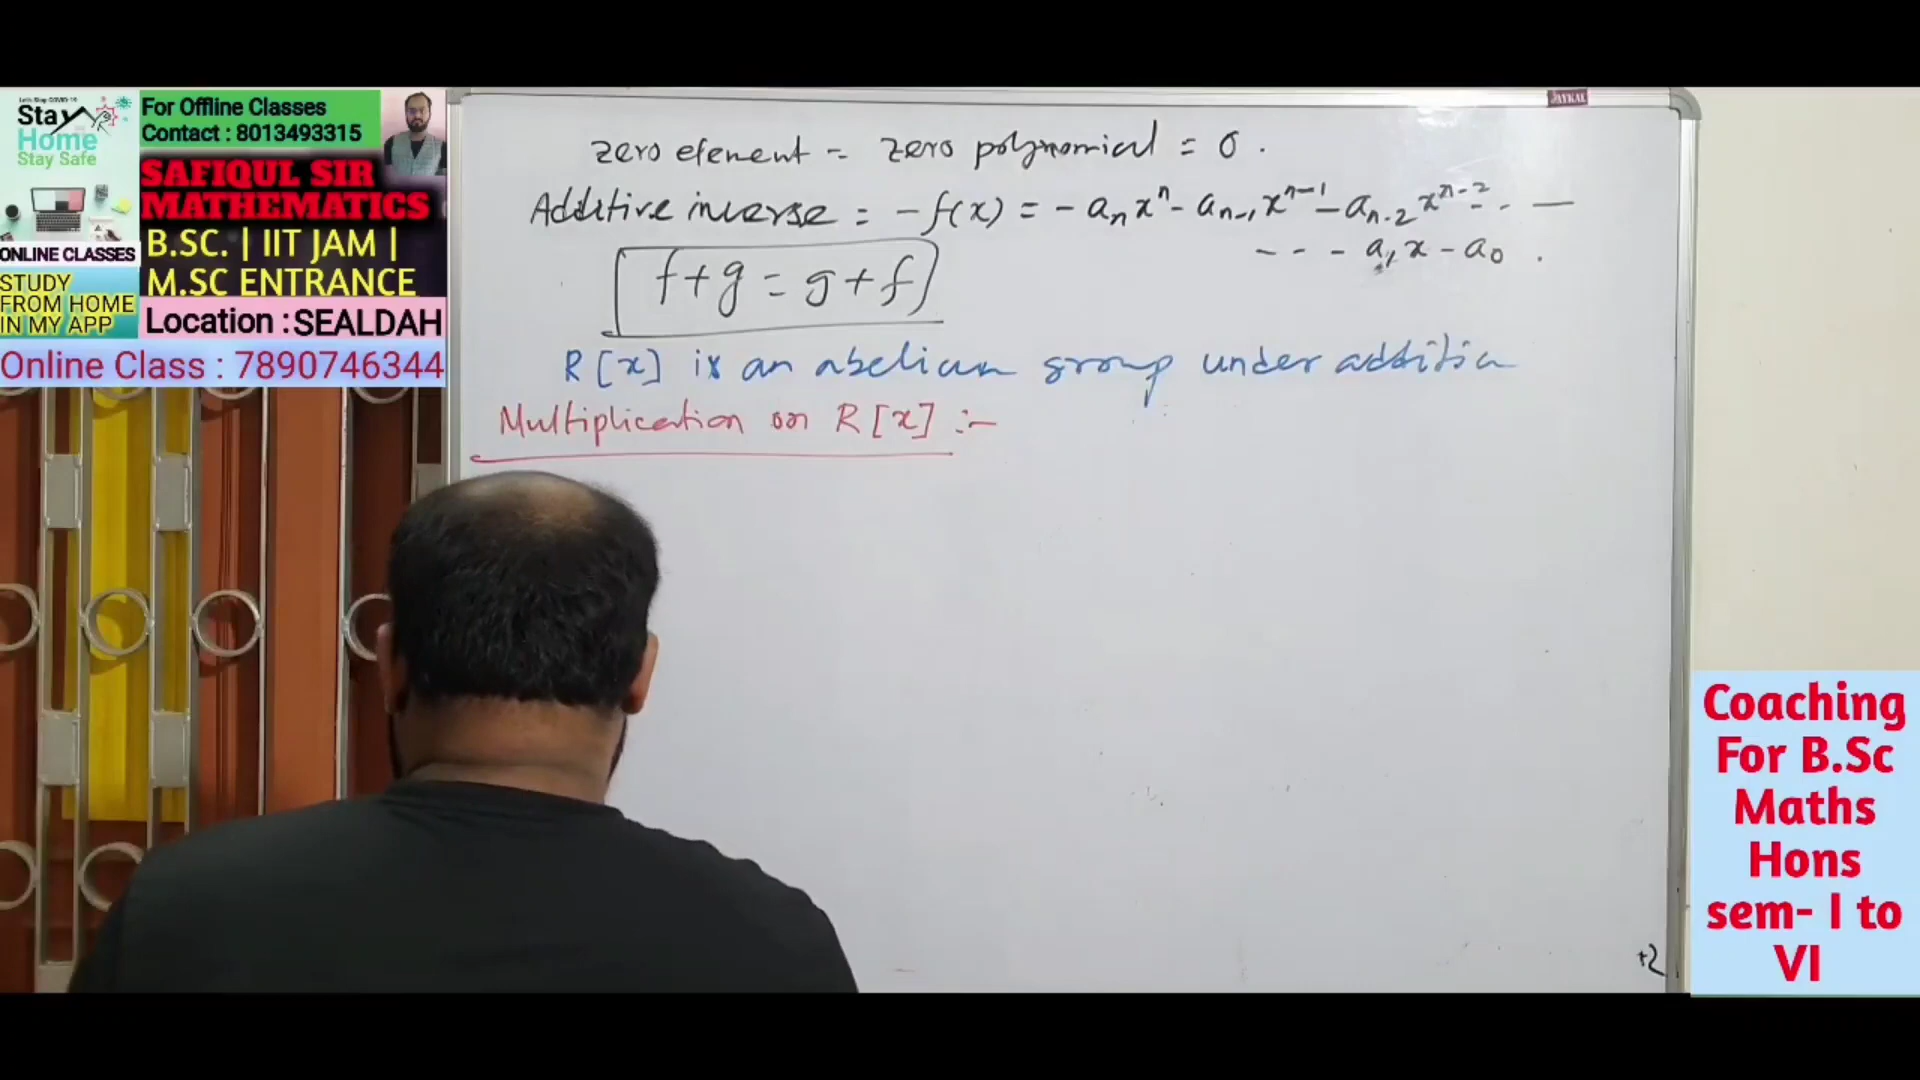 Stay
Home
Stay Safe
ONLINE CLASSES
STUDY
FROM HOME
IN MY APP
For Offline Classes
Contact : 8013493315
SAFIQUL SIR
MATHEMATICS
B.SC. | IIT JAM |
M.SC ENTRANCE
Location : SEALDAH
Online Class : 7890746344
zero element = zero polynomial = 0 .
Additive inverse = - f(x) = - aₙxⁿ - aₙ₋₁xⁿ⁻¹ - aₙ₋₂xⁿ⁻² - - —
- - - a₁x - a₀ .
f+g = g+f
R[x] is an abelian group under addition
Multiplication on R[x] :-
+2
Coaching
For B.Sc
Maths
Hons
sem- I to
VI